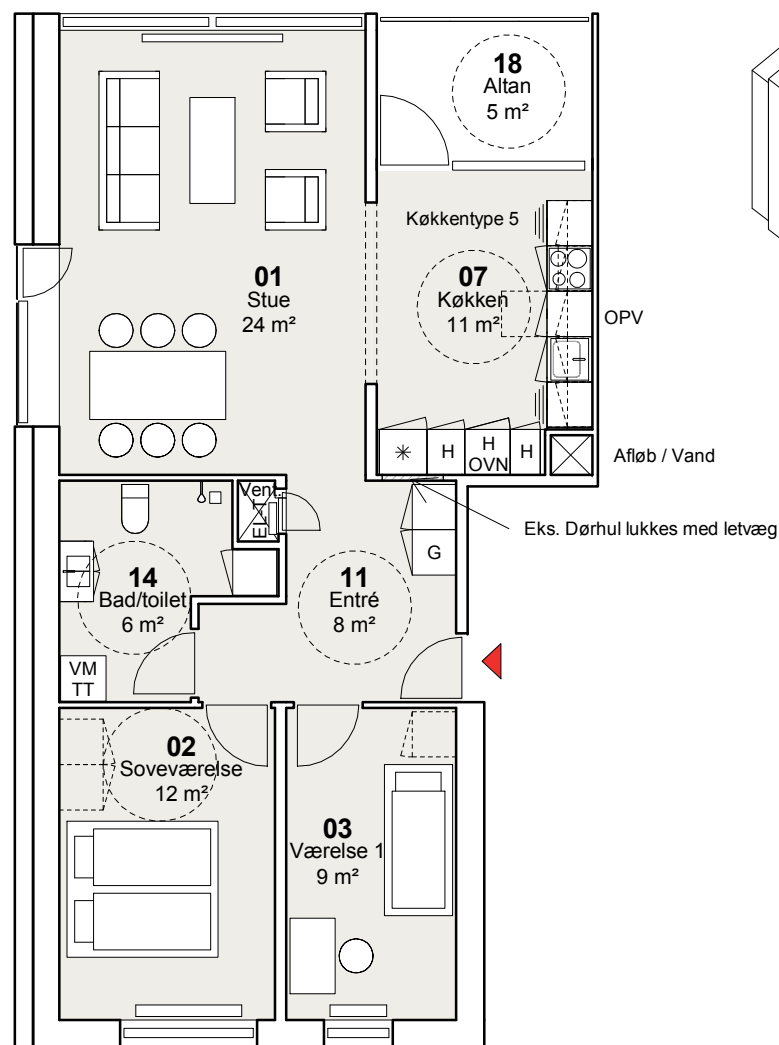 18
Altan
5 m²
Køkkentype 5
01
Stue
24 m²
07
Køkken
11 m²
OPV
H
H
OVN
H
Afløb / Vand
Vent.
EL / IT
Eks. Dørhul lukkes med letvæg
G
14
Bad/toilet
6 m²
11
Entré
8 m²
VM
TT
02
Soveværelse
12 m²
03
Værelse 1
9 m²